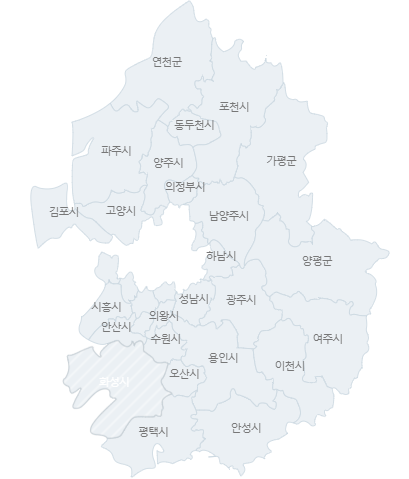 연천군
포천시
동두천시
파주시
양주시
가평군
의정부시
김포시
고양시
남양주시
하남시
양평군
성남시
광주시
시흥시
의왕시
안산시
수원시
여주시
용인시
이천시
오산시
화성시
안성시
평택시